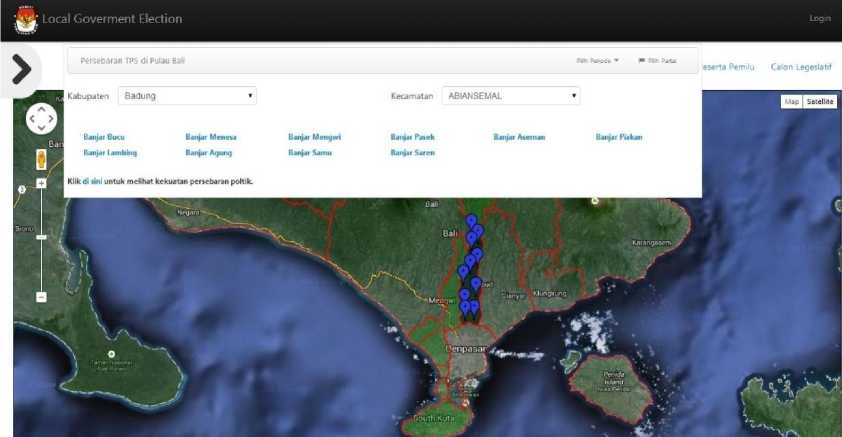 Local Goverment Election
Login
Persebaran TPS di Pulau Bali
Pilih Periode
Pilih Partai
eserta Pemilu
Calon Legeslatif
Kabupaten
Badung
Kecamatan
ABIANSEMAL
Map
Satellite
Banjar Bucu
Banjar Menesa
Banjar Mengwi
Banjar Pasek
Banjar Aseman
Banjar Piakan
Banjar Lambing
Banjar Agung
Banjar Samu
Banjar Saren
Klik di sini untuk melihat kekuatan persebaran poltik.
Negara
Bali
Bali
Karangasem
Mengwi
Gianyar
Klungkung
Denpasar
Penida
Island
South Kuta